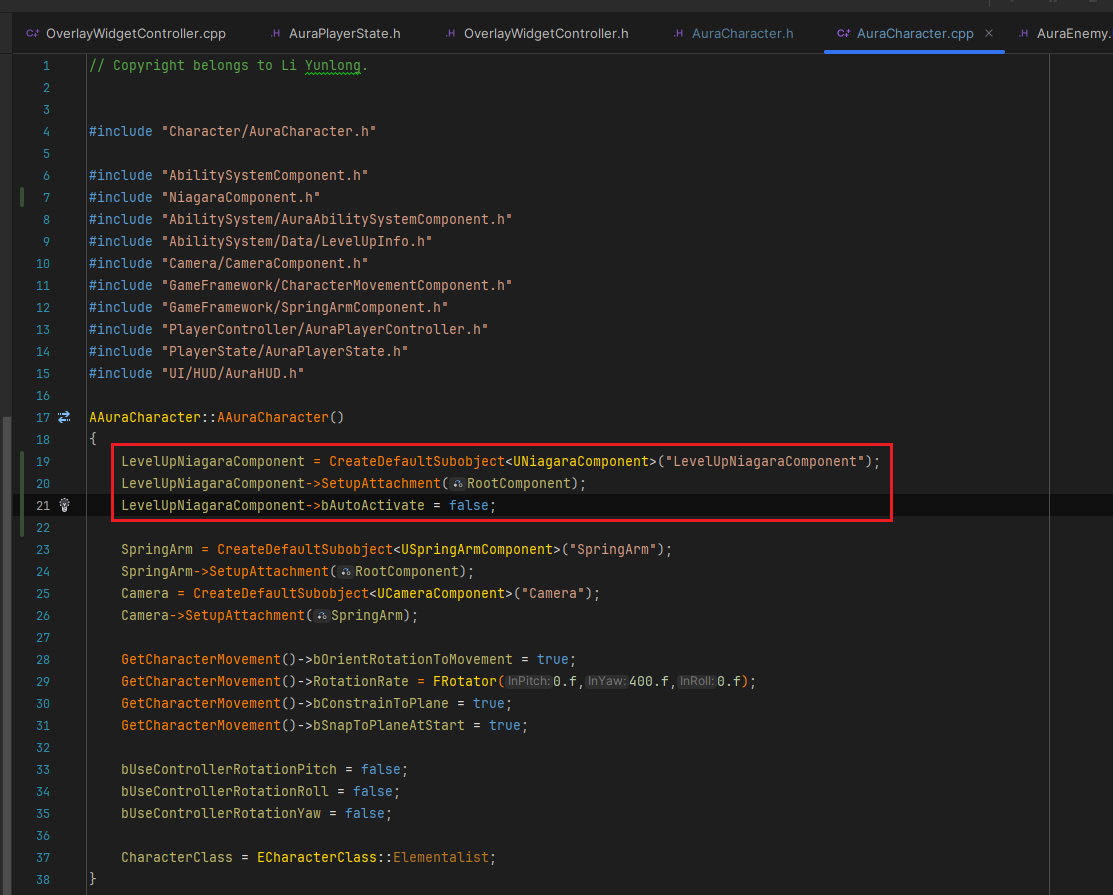 OverlayWidgetController.cpp
.H AuraPlayerState.h
.H OverlayWidgetController.h
.H AuraCharacter.h
AuraCharacter.cpp
.H AuraEnemy.
1 // Copyright belongs to Li Yunlong.
2
3
4 #include "Character/AuraCharacter.h"
5
6 #include "AbilitySystemComponent.h"
7 #include "NiagaraComponent.h"
8 #include "AbilitySystem/AuraAbilitySystemComponent.h"
9 #include "AbilitySystem/Data/LevelUpInfo.h"
10 #include "Camera/CameraComponent.h"
11 #include "GameFramework/CharacterMovementComponent.h"
12 #include "GameFramework/SpringArmComponent.h"
13 #include "PlayerController/AuraPlayerController.h"
14 #include "PlayerState/AuraPlayerState.h"
15 #include "UI/HUD/AuraHUD.h"
16
17 AAuraCharacter::AAuraCharacter()
18 {
19 LevelUpNiagaraComponent = CreateDefaultSubobject<UNiagaraComponent>("LevelUpNiagaraComponent");
20 LevelUpNiagaraComponent->SetupAttachment(RootComponent);
21 LevelUpNiagaraComponent->bAutoActivate = false;
22
23 SpringArm = CreateDefaultSubobject<USpringArmComponent>("SpringArm");
24 SpringArm->SetupAttachment(RootComponent);
25 Camera = CreateDefaultSubobject<UCameraComponent>("Camera");
26 Camera->SetupAttachment(SpringArm);
27
28 GetCharacterMovement()->bOrientRotationToMovement = true;
29 GetCharacterMovement()->RotationRate = FRotator(InPitch: 0.f, InYaw: 400.f, InRoll: 0.f);
30 GetCharacterMovement()->bConstrainToPlane = true;
31 GetCharacterMovement()->bSnapToPlaneAtStart = true;
32
33 bUseControllerRotationPitch = false;
34 bUseControllerRotationRoll = false;
35 bUseControllerRotationYaw = false;
36
37 CharacterClass = ECharacterClass::Elementalist;
38 }